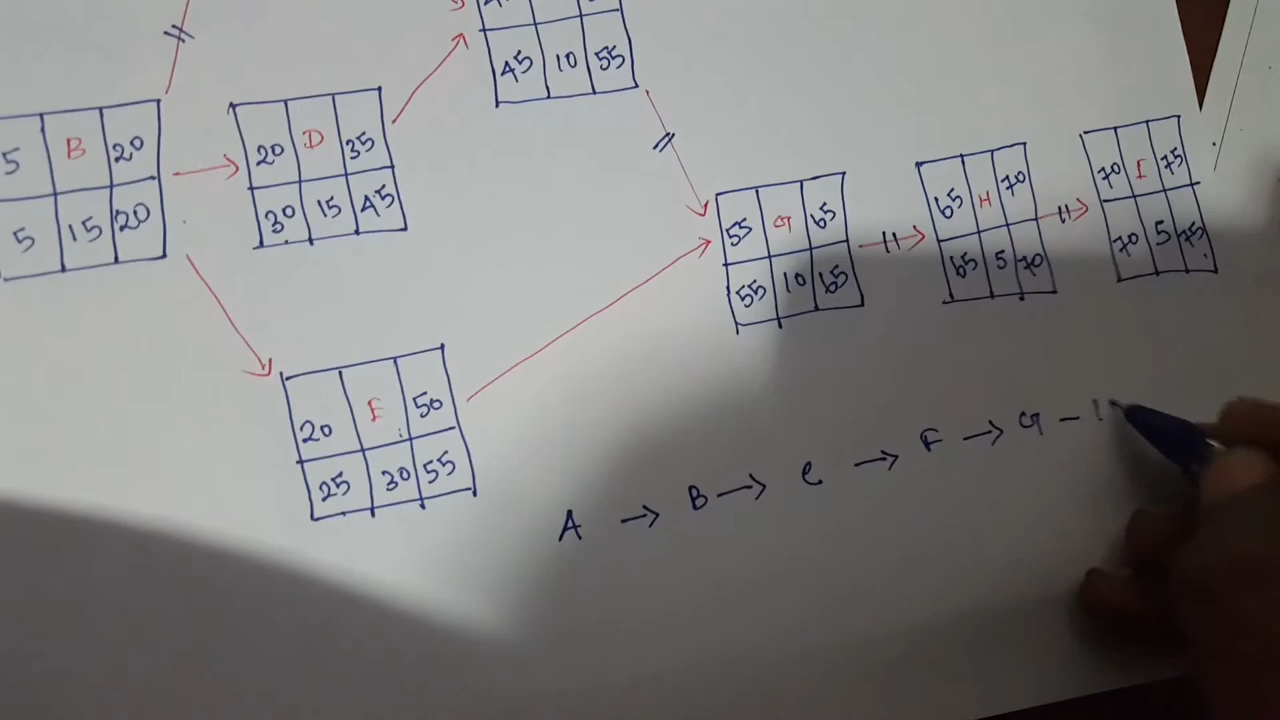 45 10 55
5 B 20
5 15 20
20 D 35
30 15 45
55 G 65
55 10 65
65 H 70
65 5 70
70 I 75
70 5 75
20 E 50
25 30 55
A → B → C → F → G –